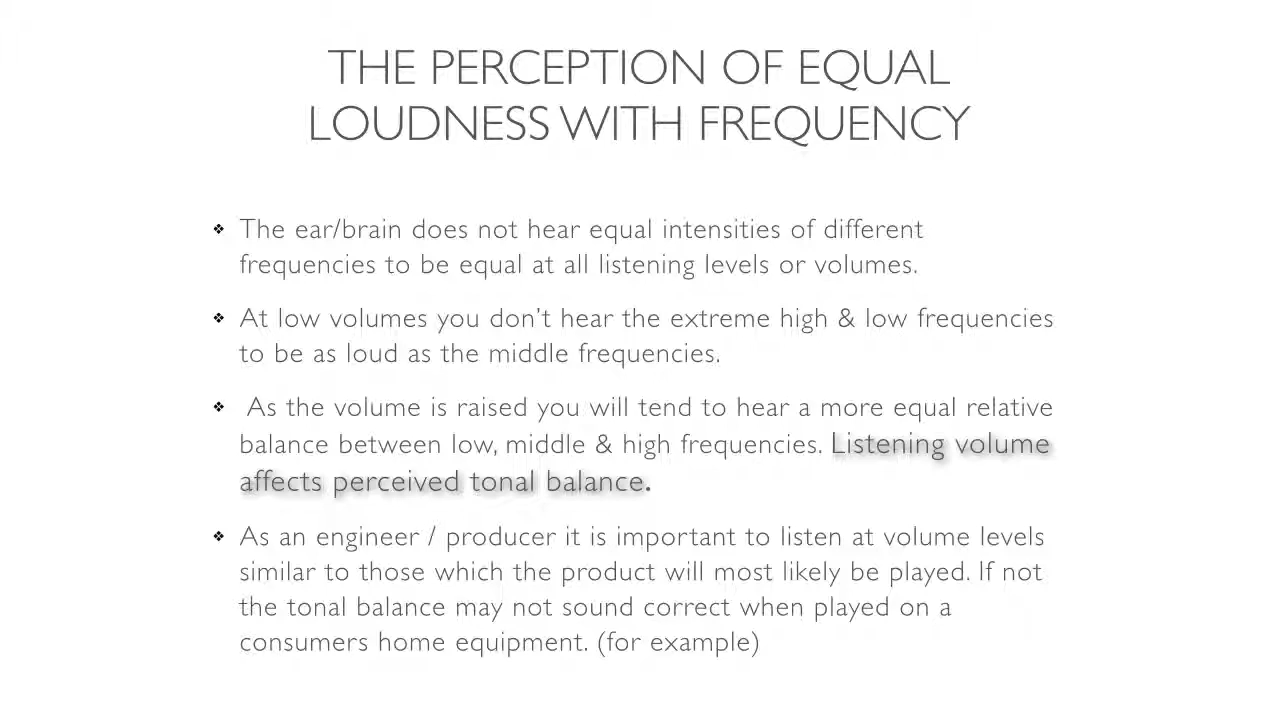 THE PERCEPTION OF EQUAL
LOUDNESS WITH FREQUENCY
❖ The ear/brain does not hear equal intensities of different
frequencies to be equal at all listening levels or volumes.
❖ At low volumes you don’t hear the extreme high & low frequencies
to be as loud as the middle frequencies.
❖ As the volume is raised you will tend to hear a more equal relative
balance between low, middle & high frequencies. Listening volume
affects perceived tonal balance.
❖ As an engineer / producer it is important to listen at volume levels
similar to those which the product will most likely be played. If not
the tonal balance may not sound correct when played on a
consumers home equipment. (for example)